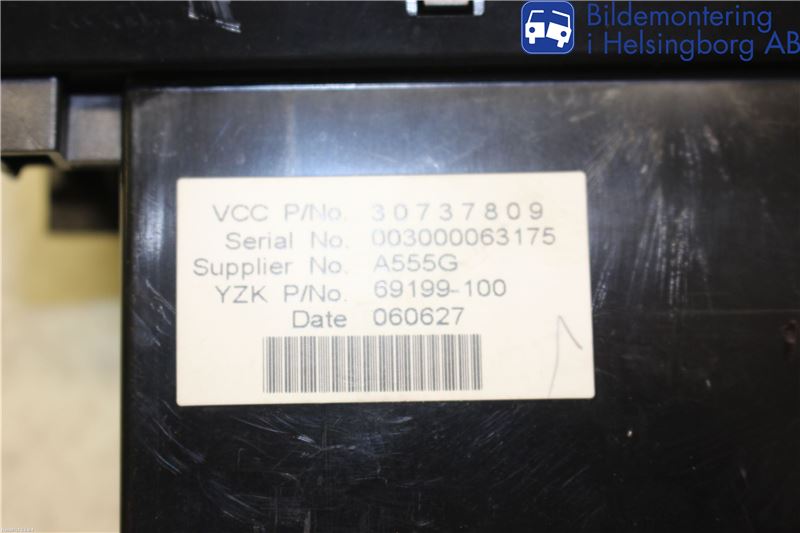 Bildemontering
i Helsingborg AB
VCC P/No. 30737809
Serial No. 003000063175
Supplier No. A555G
YZK P/No. 69199-100
Date 060627